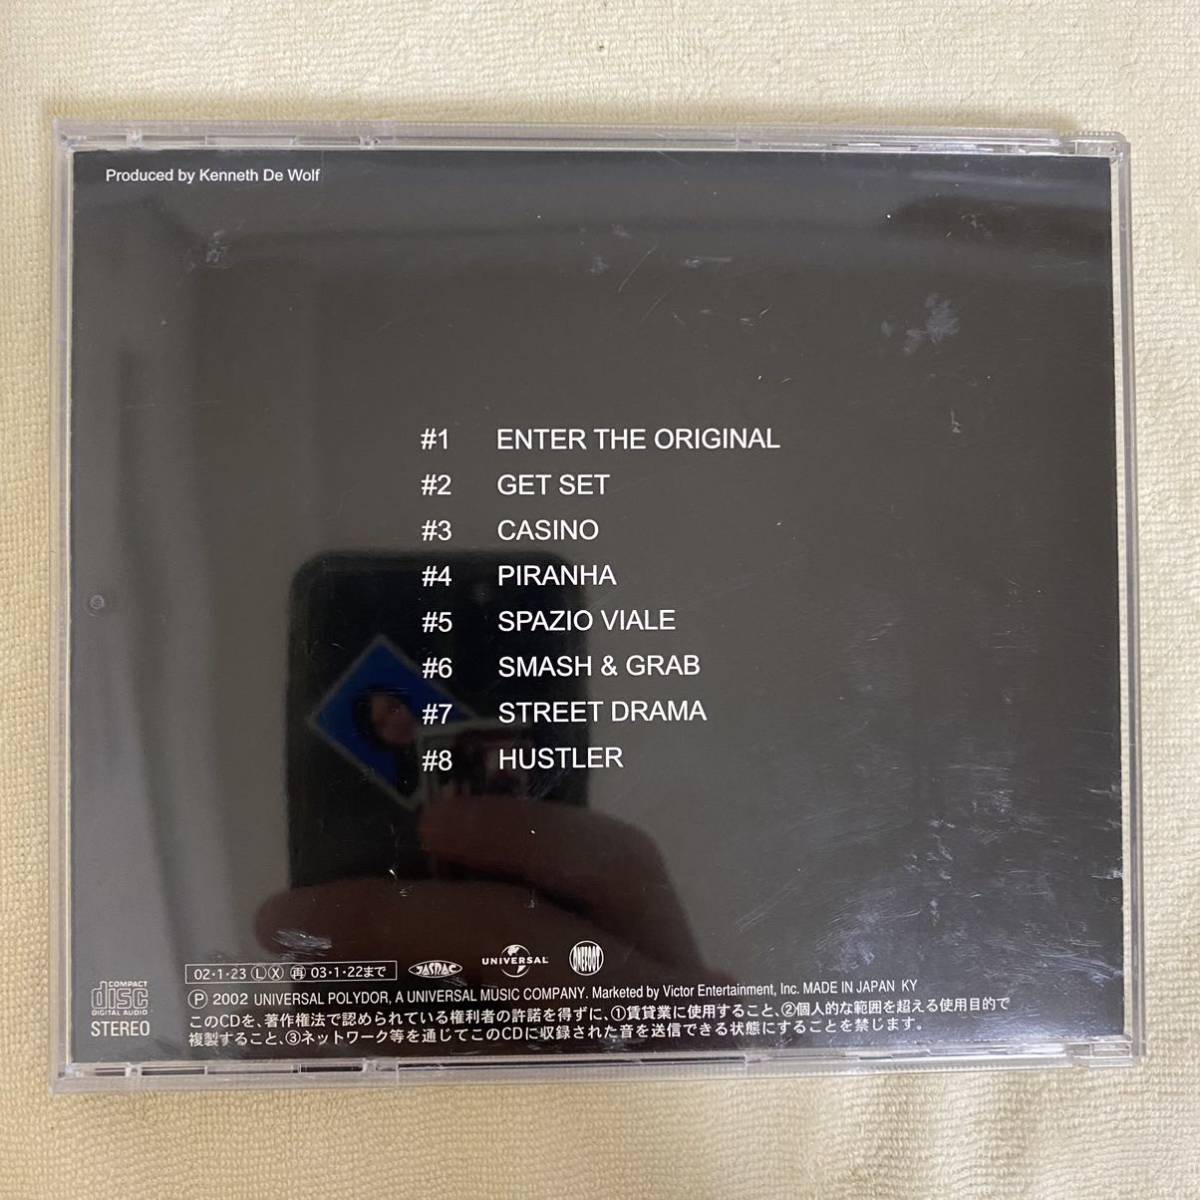 Produced by Kenneth De Wolf
#1 ENTER THE ORIGINAL
#2 GET SET
#3 CASINO
#4 PIRANHA
#5 SPAZIO VIALE
#6 SMASH & GRAB
#7 STREET DRAMA
#8 HUSTLER
COMPACT
disc
DIGITAL AUDIO
STEREO
02・1・23 Ⓛ Ⓧ ㊢ 03・1・22まで
JASRAC
UNIVERSAL
ONEFOOT
Ⓟ 2002 UNIVERSAL POLYDOR, A UNIVERSAL MUSIC COMPANY. Marketed by Victor Entertainment, Inc. MADE IN JAPAN KY
このCDを、著作権法で認められている権利者の許諾を得ずに、①賃貸業に使用すること、②個人的な範囲を超える使用目的で
複製すること、③ネットワーク等を通じてこのCDに収録された音を送信できる状態にすることを禁じます。